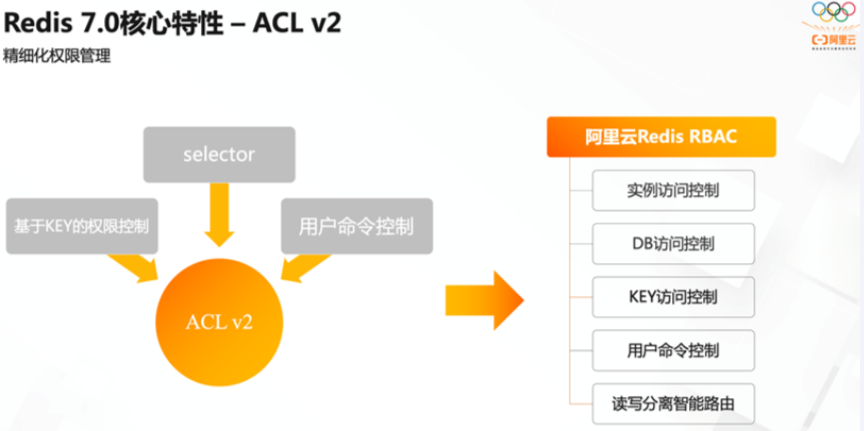 Redis 7.0核心特性 – ACL v2
精细化权限管理
阿里云
selector
基于KEY的权限控制
用户命令控制
ACL v2
阿里云Redis RBAC
实例访问控制
DB访问控制
KEY访问控制
用户命令控制
读写分离智能路由